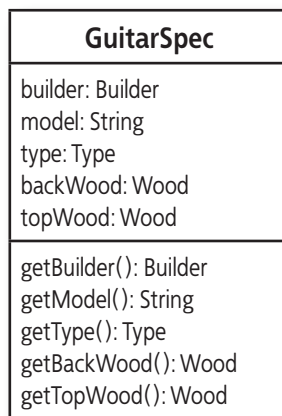 GuitarSpec
builder: Builder
model: String
type: Type
backWood: Wood
topWood: Wood
getBuilder(): Builder
getModel(): String
getType(): Type
getBackWood(): Wood
getTopWood(): Wood